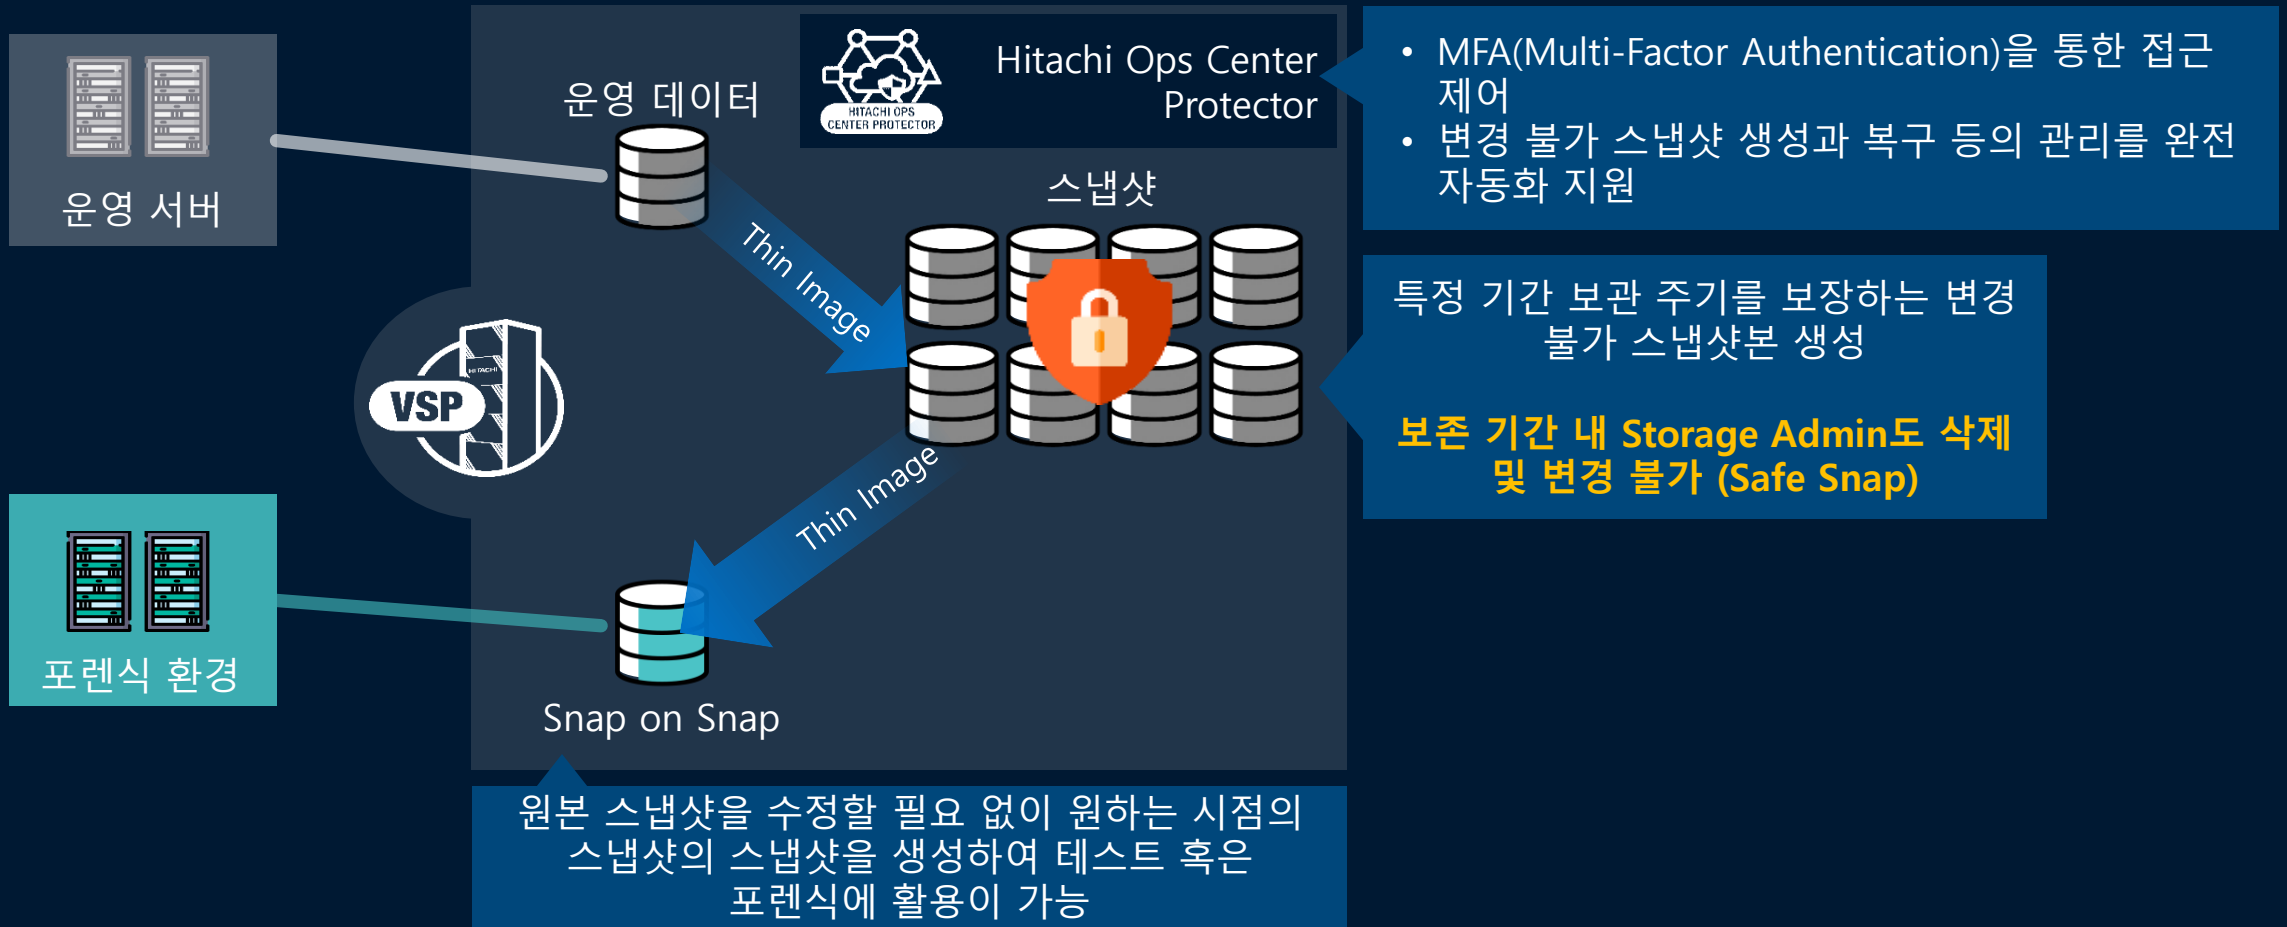 운영 서버
운영 데이터
HITACHI OPS
CENTER PROTECTOR
Hitachi Ops Center
Protector
• MFA(Multi-Factor Authentication)을 통한 접근
제어
• 변경 불가 스냅샷 생성과 복구 등의 관리를 완전
자동화 지원
스냅샷
Thin Image
특정 기간 보관 주기를 보장하는 변경
불가 스냅샷본 생성
보존 기간 내 Storage Admin도 삭제
및 변경 불가 (Safe Snap)
HITACHI
VSP
Thin Image
포렌식 환경
Snap on Snap
원본 스냅샷을 수정할 필요 없이 원하는 시점의
스냅샷의 스냅샷을 생성하여 테스트 혹은
포렌식에 활용이 가능